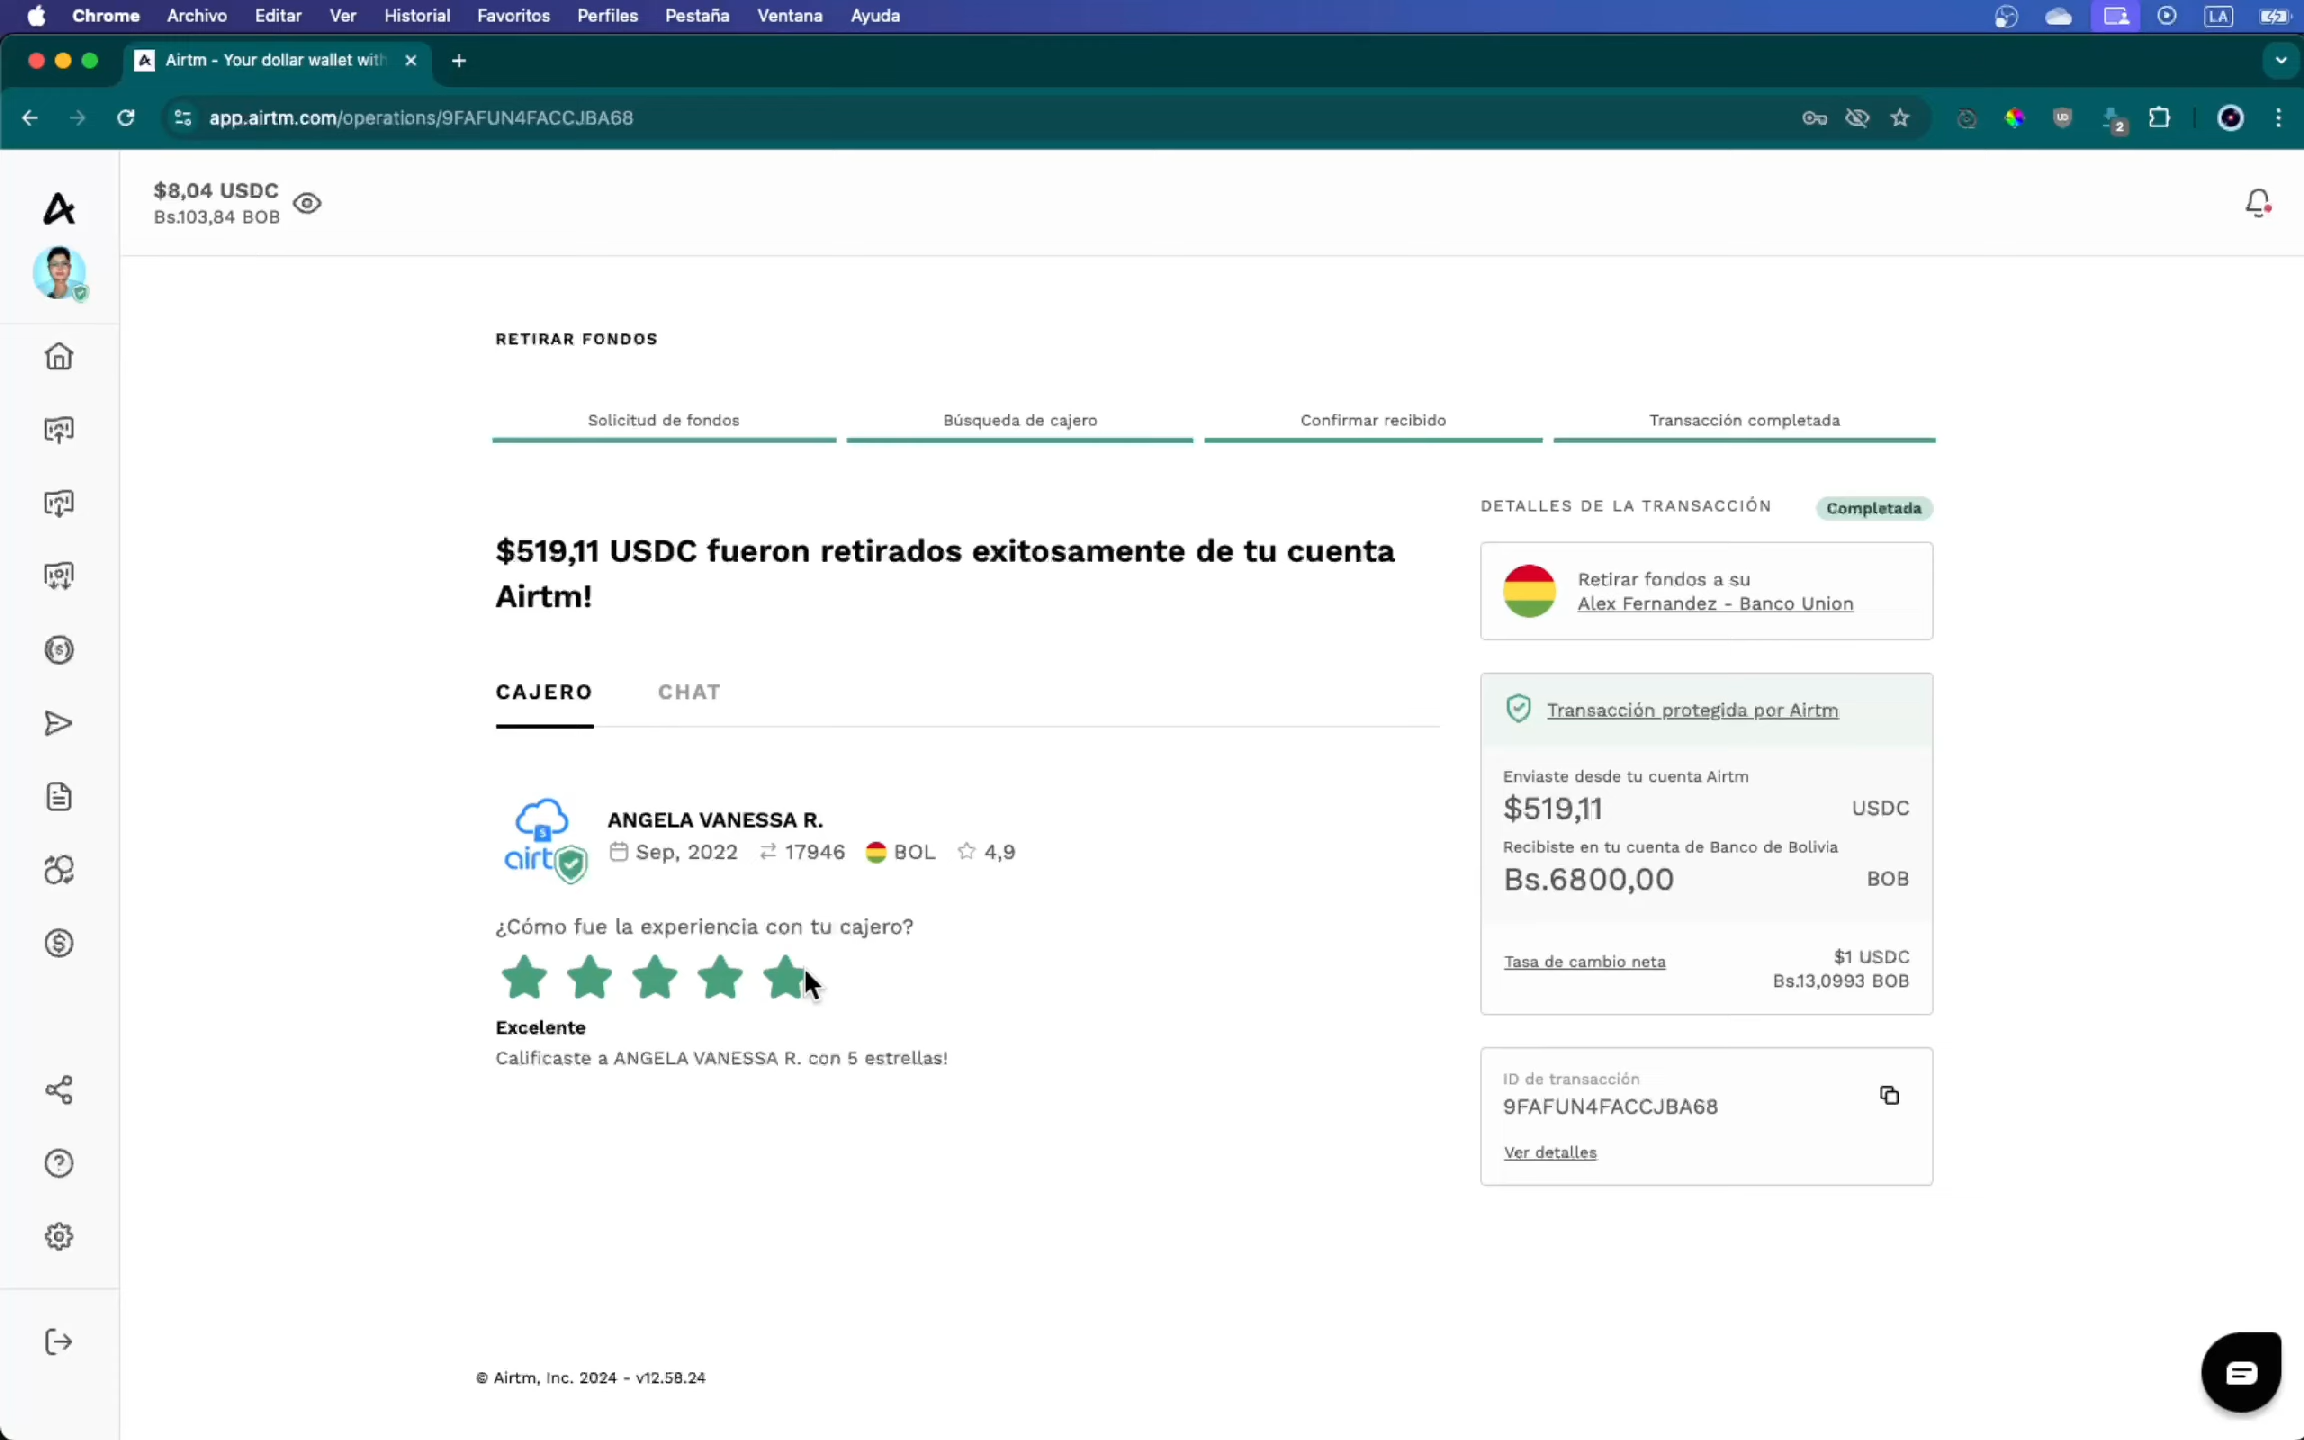 Chrome Archivo Editar Ver Historial Favoritos Perfiles Pestaña Ventana Ayuda LA
Airtm - Your dollar wallet with
app.airtm.com/operations/9FAFUN4FACCJBA68
2
$8,04 USDC
Bs.103,84 BOB
RETIRAR FONDOS
Solicitud de fondos Búsqueda de cajero Confirmar recibido Transacción completada
$519,11 USDC fueron retirados exitosamente de tu cuenta
Airtm!
CAJERO CHAT
airt
ANGELA VANESSA R.
Sep, 2022 17946 BOL 4,9
¿Cómo fue la experiencia con tu cajero?
Excelente
Calificaste a ANGELA VANESSA R. con 5 estrellas!
DETALLES DE LA TRANSACCIÓN Completada
Retirar fondos a su
Alex Fernandez - Banco Union
Transacción protegida por Airtm
Enviaste desde tu cuenta Airtm
$519,11 USDC
Recibiste en tu cuenta de Banco de Bolivia
Bs.6800,00 BOB
Tasa de cambio neta $1 USDC
Bs.13,0993 BOB
ID de transacción
9FAFUN4FACCJBA68
Ver detalles
© Airtm, Inc. 2024 - v12.58.24